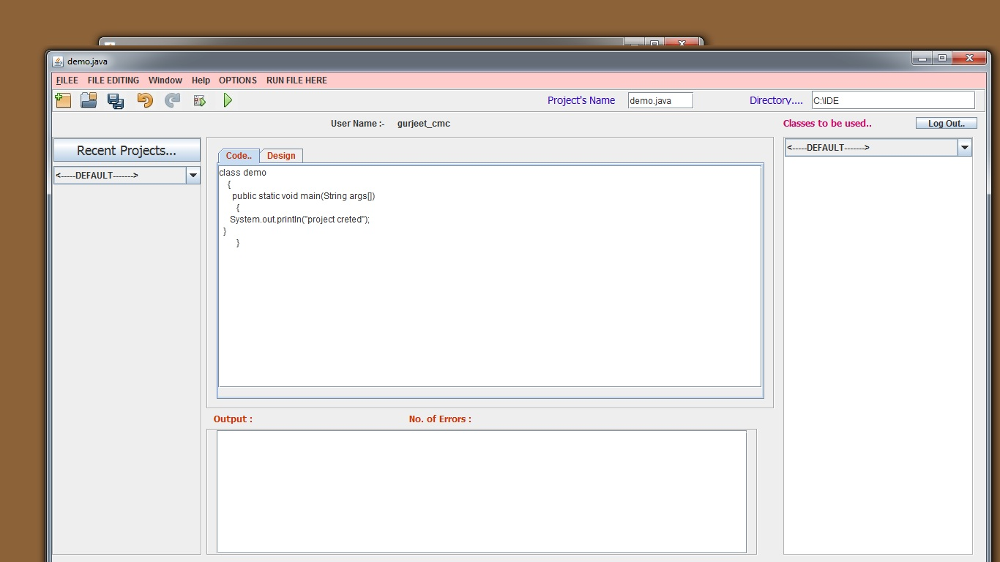 demo.java
FILEE FILE EDITING Window Help OPTIONS RUN FILE HERE
Project's Name demo.java Directory.... C:\IDE
User Name :- gurjeet_cmc
Classes to be used.. Log Out..
Recent Projects...
<-----DEFAULT------->
Code.. Design
class demo
{
public static void main(String args[])
{
System.out.println("project creted");
}
}
<-----DEFAULT------->
Output : No. of Errors :